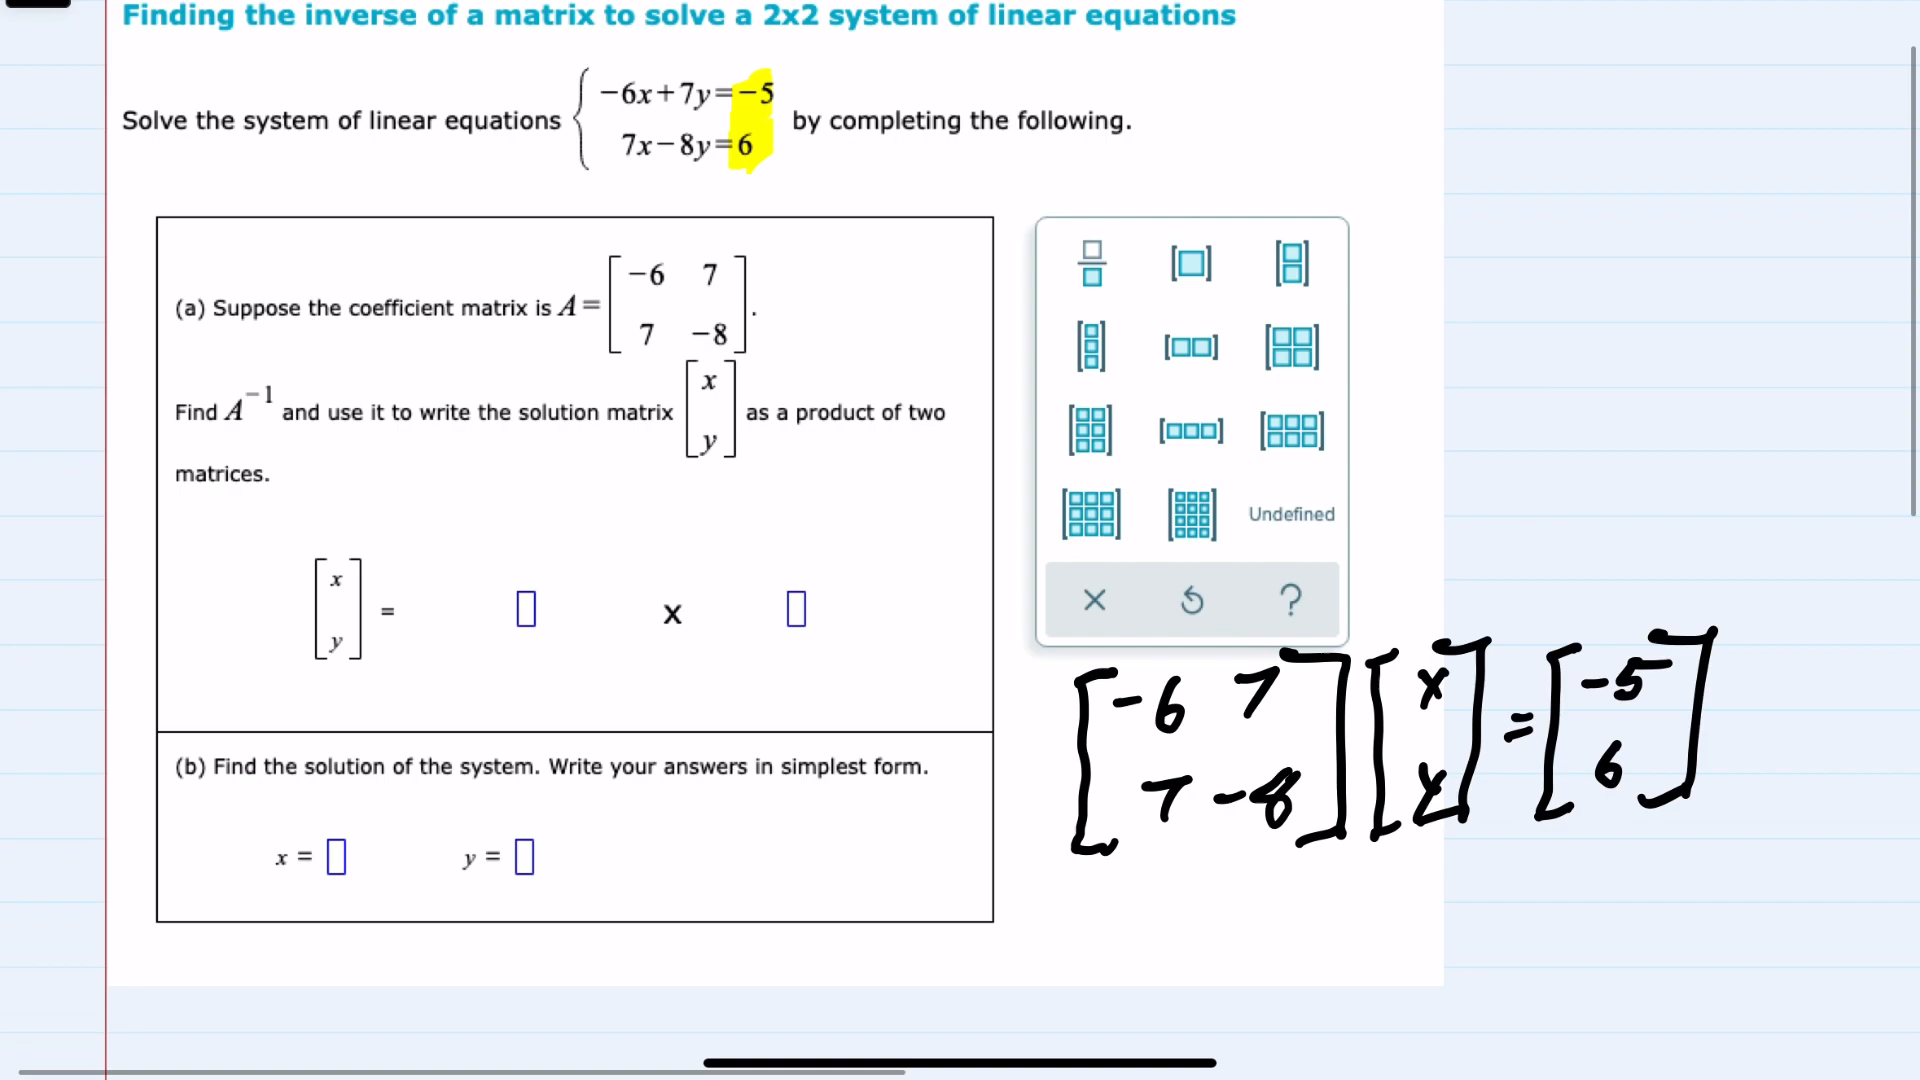 Finding the inverse of a matrix to solve a 2x2 system of linear equations
−6x+7y=−5
Solve the system of linear equations by completing the following.
7x−8y=6
−6 7
(a) Suppose the coefficient matrix is A= .
7 −8
x
Find A⁻¹ and use it to write the solution matrix as a product of two
y
matrices.
Undefined
x
= x
y
?
-6 7 x = -5
7 -8 y 6
(b) Find the solution of the system. Write your answers in simplest form.
x = y =